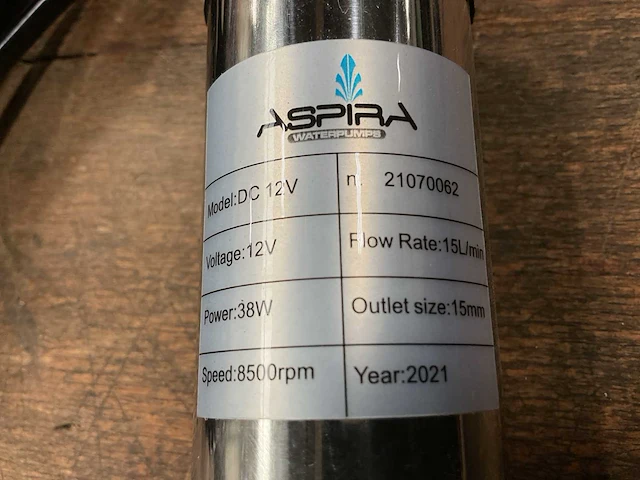 ASPIRA
WATERPUMPS
Model:DC 12V
n. 21070062
Voltage:12V
Flow Rate:15L/min
Power:38W
Outlet size:15mm
Speed:8500rpm
Year:2021